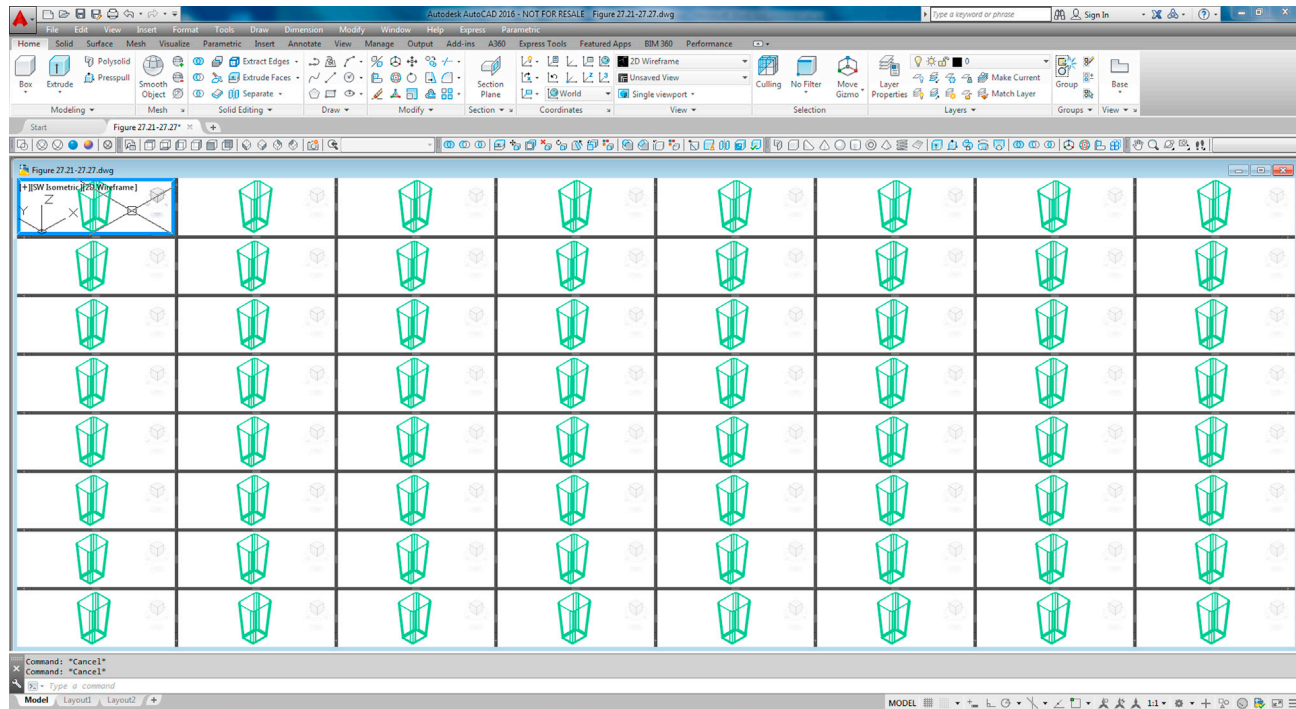 Autodesk AutoCAD 2016 - NOT FOR RESALE Figure 27.21-27.27.dwg
Type a keyword or phrase
Sign In
File Edit View Insert Format Tools Draw Dimension Modify Window Help Express Parametric
Home Solid Surface Mesh Visualize Parametric Insert Annotate View Manage Output Add-ins A360 Express Tools Featured Apps BIM 360 Performance
Box
Extrude
Polysolid
Presspull
Smooth
Object
Extract Edges
Extrude Faces
Separate
Section
Plane
World
2D Wireframe
Unsaved View
Single viewport
Culling
No Filter
Move
Gizmo
Layer
Properties
0
Make Current
Match Layer
Group
Base
Modeling Mesh Solid Editing Draw Modify Section Coordinates View Selection Layers Groups View
Start Figure 27.21-27.27*
Figure 27.21-27.27.dwg
[+][SW Isometric][2D Wireframe]
Z
Y
X
Command: *Cancel*
Command: *Cancel*
Type a command
Model Layout1 Layout2 +
MODEL
1:1